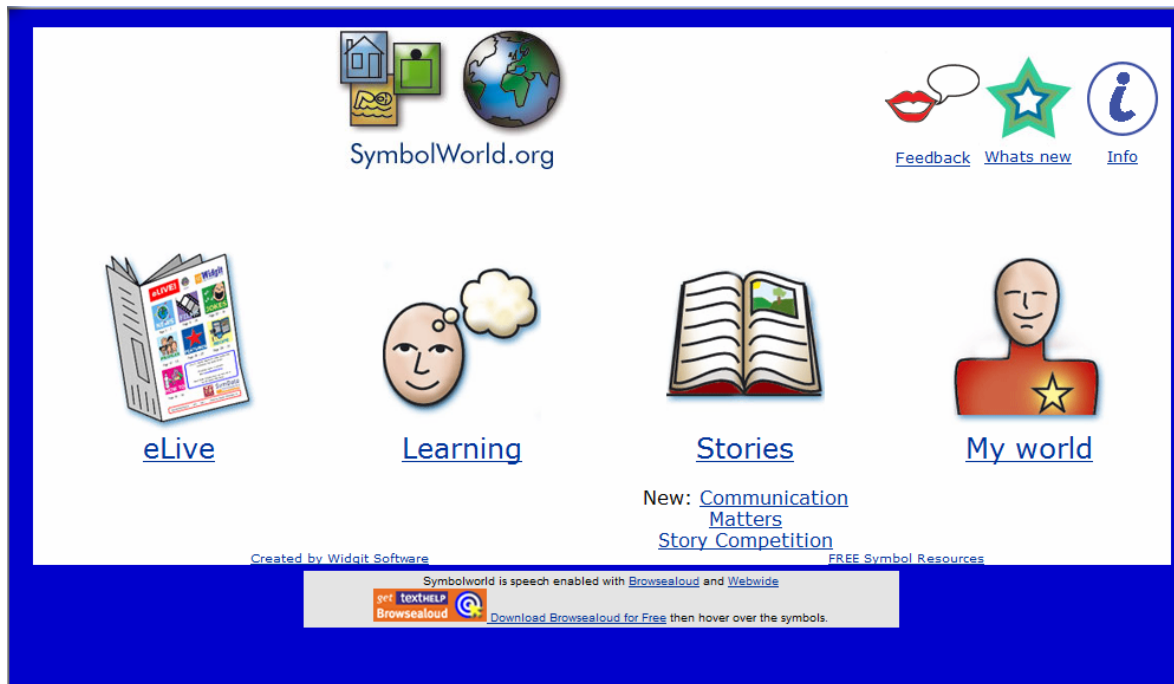 SymbolWorld.org
Feedback Whats new Info
eLIVE! Widgit
eLive Learning Stories My world
New: Communication
Matters
Story Competition
Created by Widgit Software FREE Symbol Resources
Symbolworld is speech enabled with Browsealoud and Webwide
get textHELP
Browsealoud Download Browsealoud for Free then hover over the symbols.